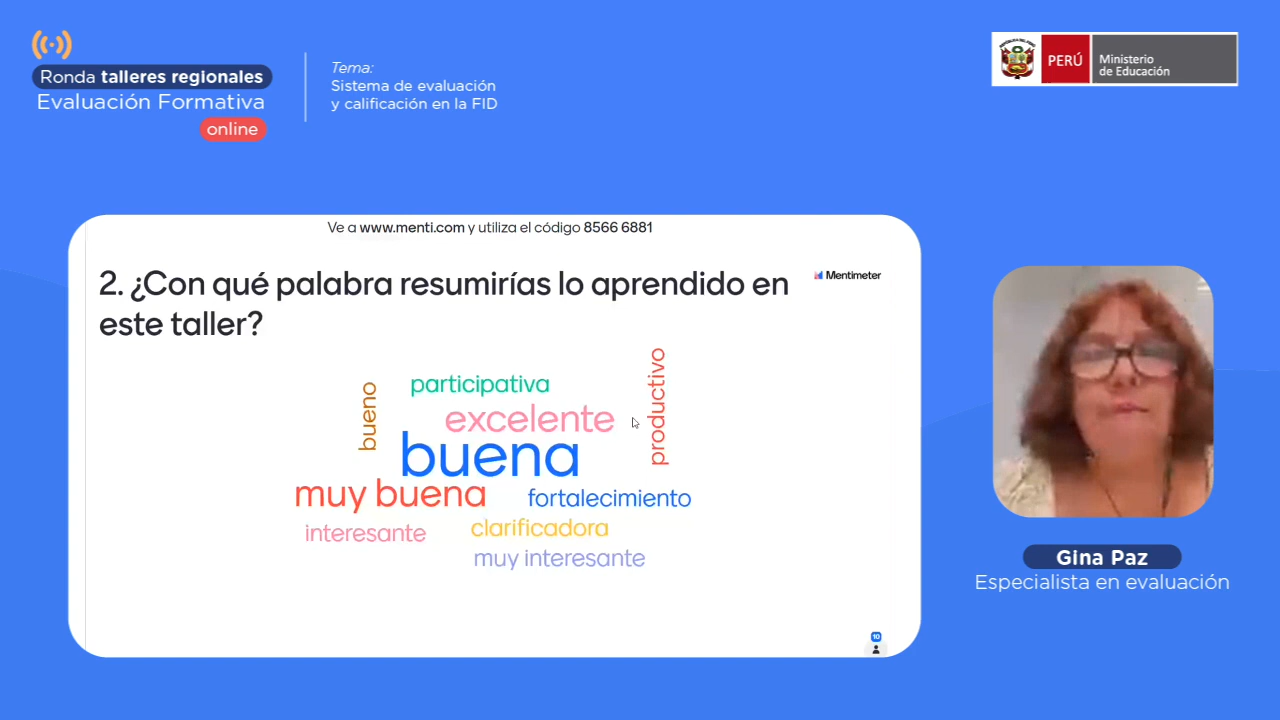 Ronda talleres regionales
Evaluación Formativa
online
Tema:
Sistema de evaluación
y calificación en la FID
PERÚ
Ministerio
de Educación
Ve a www.menti.com y utiliza el código 8566 6881
2. ¿Con qué palabra resumirías lo aprendido en
este taller?
Mentimeter
bueno
participativa
productivo
excelente
buena
muy buena
fortalecimiento
interesante
clarificadora
muy interesante
10
Gina Paz
Especialista en evaluación